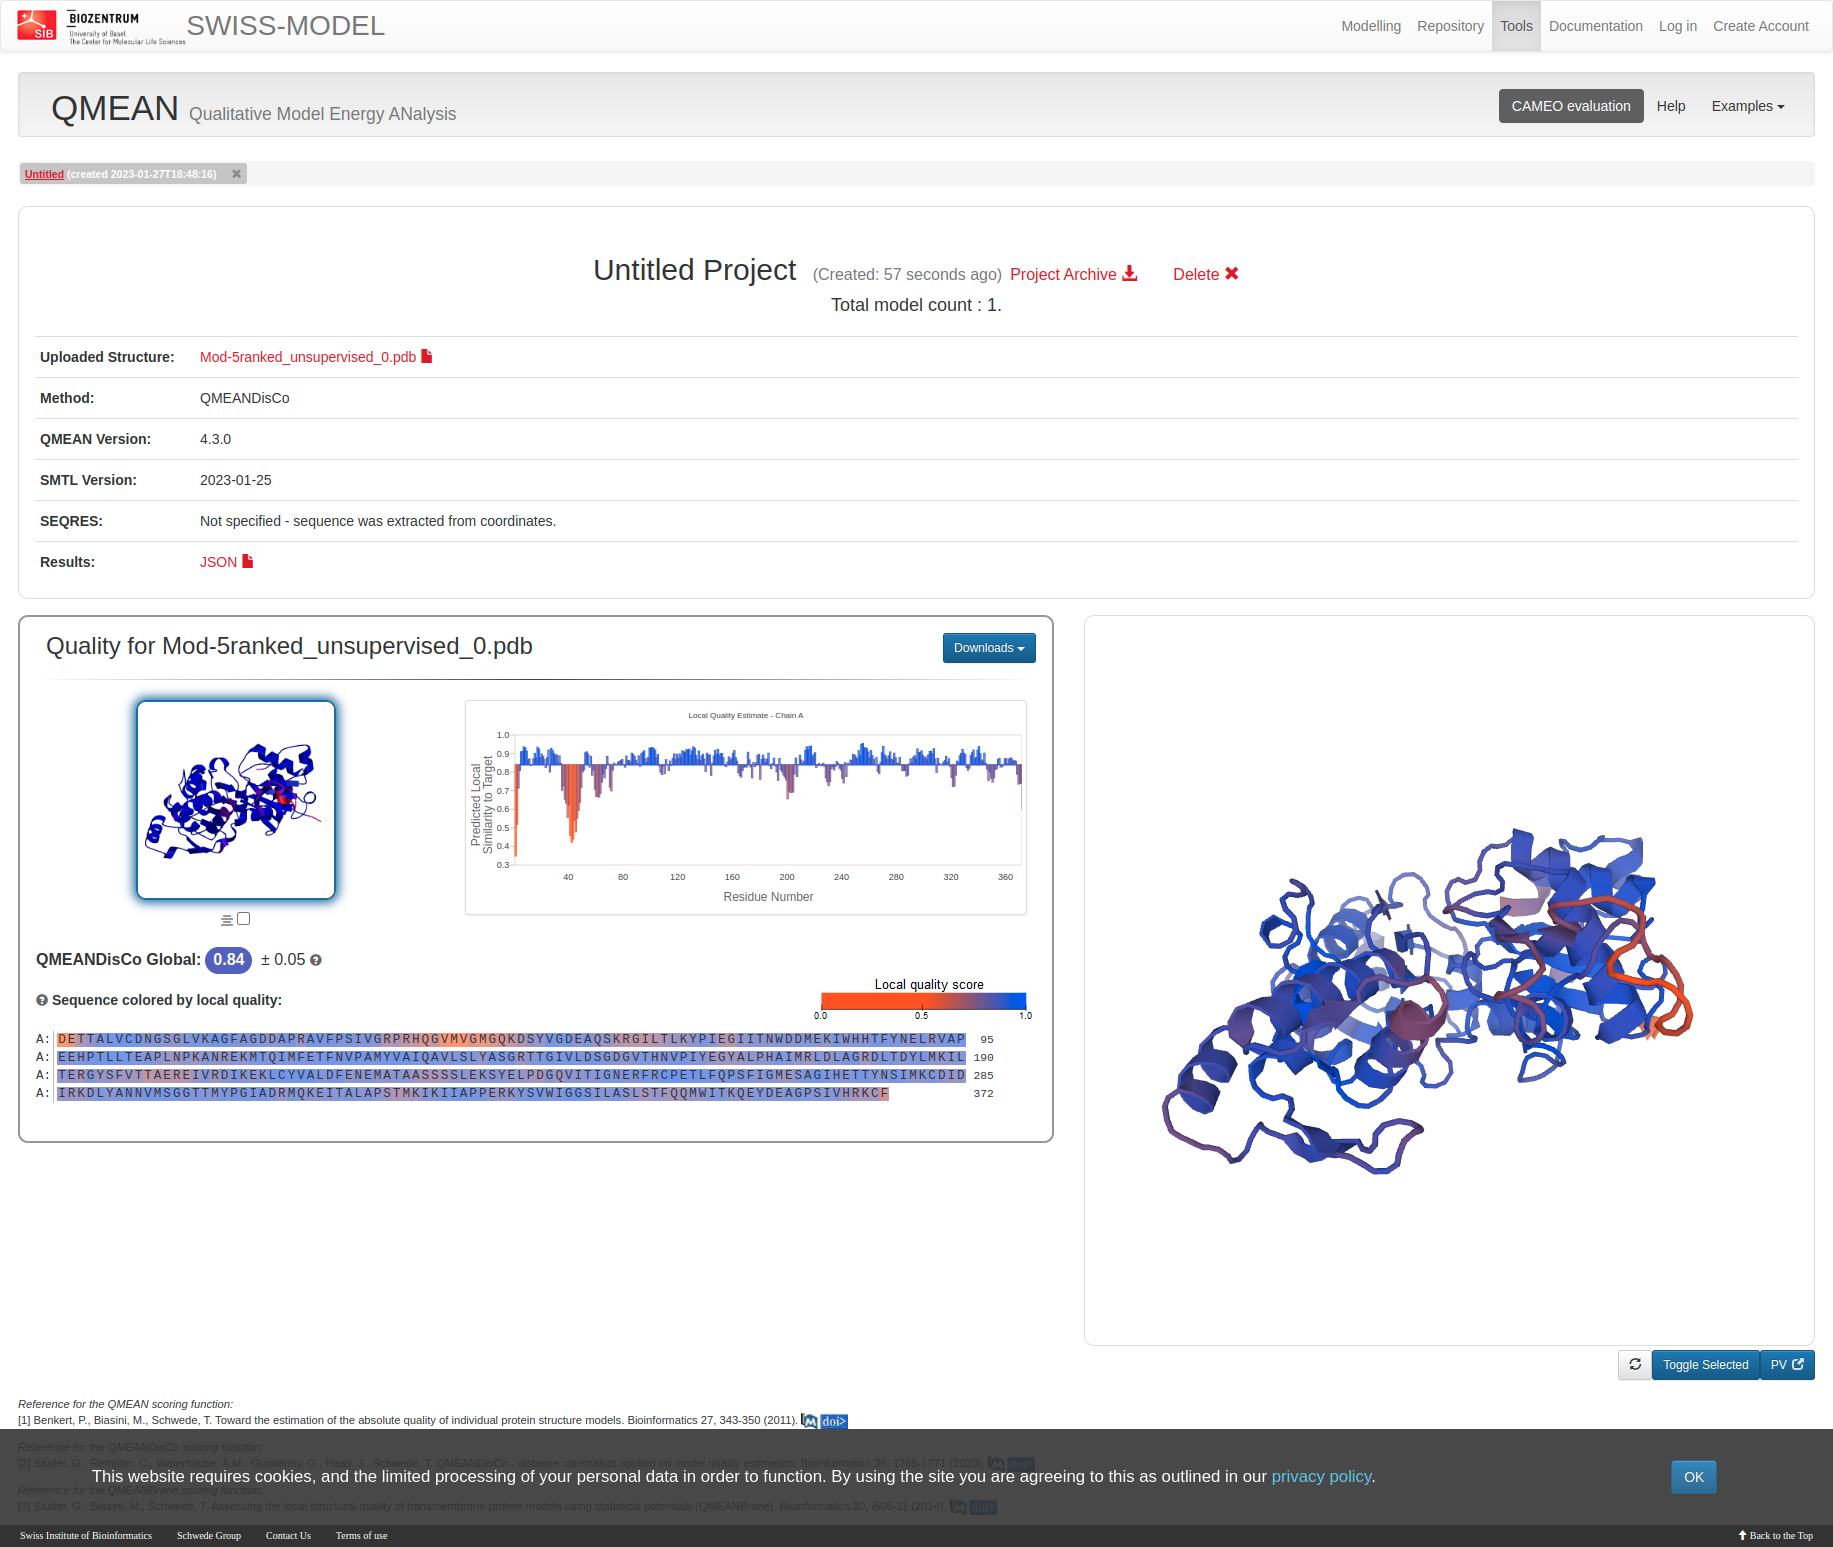 SIB
BIOZENTRUM
University of Basel
The Center for Molecular Life Sciences
SWISS-MODEL
Modelling Repository Tools Documentation Log in Create Account
QMEAN Qualitative Model Energy ANalysis
CAMEO evaluation Help Examples
Untitled (created 2023-01-27T18:48:16) ✖
Untitled Project (Created: 57 seconds ago) Project Archive Delete ✖
Total model count : 1.
Uploaded Structure: Mod-5ranked_unsupervised_0.pdb
Method: QMEANDisCo
QMEAN Version: 4.3.0
SMTL Version: 2023-01-25
SEQRES: Not specified - sequence was extracted from coordinates.
Results: JSON
Quality for Mod-5ranked_unsupervised_0.pdb
Downloads
Local Quality Estimate - Chain A
Predicted Local
Similarity to Target
1.0
0.9
0.8
0.7
0.6
0.5
0.4
0.3
40 80 120 160 200 240 280 320 360
Residue Number
QMEANDisCo Global: 0.84 ± 0.05
Sequence colored by local quality:
Local quality score
0.0 0.5 1.0
A: DETTALVCDNGSGLVKAGFAGDDAPRAVFPSIVGRPRHQGVMVGMGQKDSYVGDEAQSKRGILTLKYPIEGIITNWDDMEKIWHHTFYNELRVAP 95
A: EEHPTLLTEAPLNPKANREKMTQIMFETFNVPAMYVAIQAVLSLYASGRTTGIVLDSGDGVTHNVPIYEGYALPHAIMRLDLAGRDLTDYLMKIL 190
A: TERGYSFVTTAEREIVRDIKEKLCYVALDFENEMATAASSSSLEKSYELPDGQVITIGNERFRCPETLFQPSFIGMESAGIHETTYNSIMKCDID 285
A: IRKDLYANNVMSGGTTMYPGIADRMQKEITALAPSTMKIKIIAPPERKYSVWIGGSILASLSTFQQMWITKQEYDEAGPSIVHRKCF 372
Toggle Selected PV
Reference for the QMEAN scoring function:
[1] Benkert, P., Biasini, M., Schwede, T. Toward the estimation of the absolute quality of individual protein structure models. Bioinformatics 27, 343-350 (2011). M doi>
Reference for the QMEANDisCo scoring function:
[2] Studer, G., Rempfer, C., Waterhouse, A.M., Gumienny, G., Haas, J., Schwede, T. QMEANDisCo - distance constraints applied on model quality estimation. Bioinformatics 36, 1765-1771 (2020). M doi>
This website requires cookies, and the limited processing of your personal data in order to function. By using the site you are agreeing to this as outlined in our privacy policy. OK
Reference for the QMEANBrane scoring function:
[3] Studer, G., Biasini, M., Schwede, T. Assessing the local structural quality of transmembrane protein models using statistical potentials (QMEANBrane). Bioinformatics 30, i505-11 (2014). M doi>
Swiss Institute of Bioinformatics Schwede Group Contact Us Terms of use Back to the Top